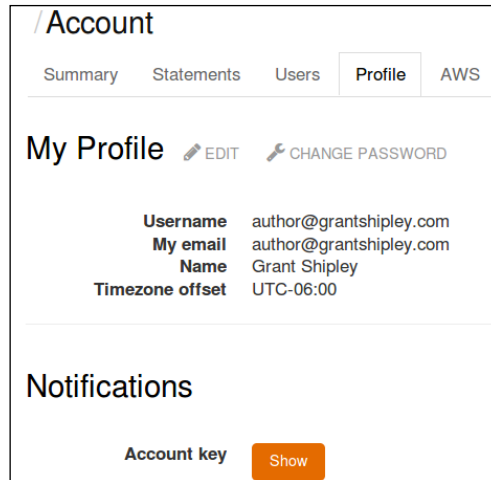 /Account
Summary Statements Users Profile AWS
My Profile EDIT CHANGE PASSWORD
Username author@grantshipley.com
My email author@grantshipley.com
Name Grant Shipley
Timezone offset UTC-06:00
Notifications
Account key Show